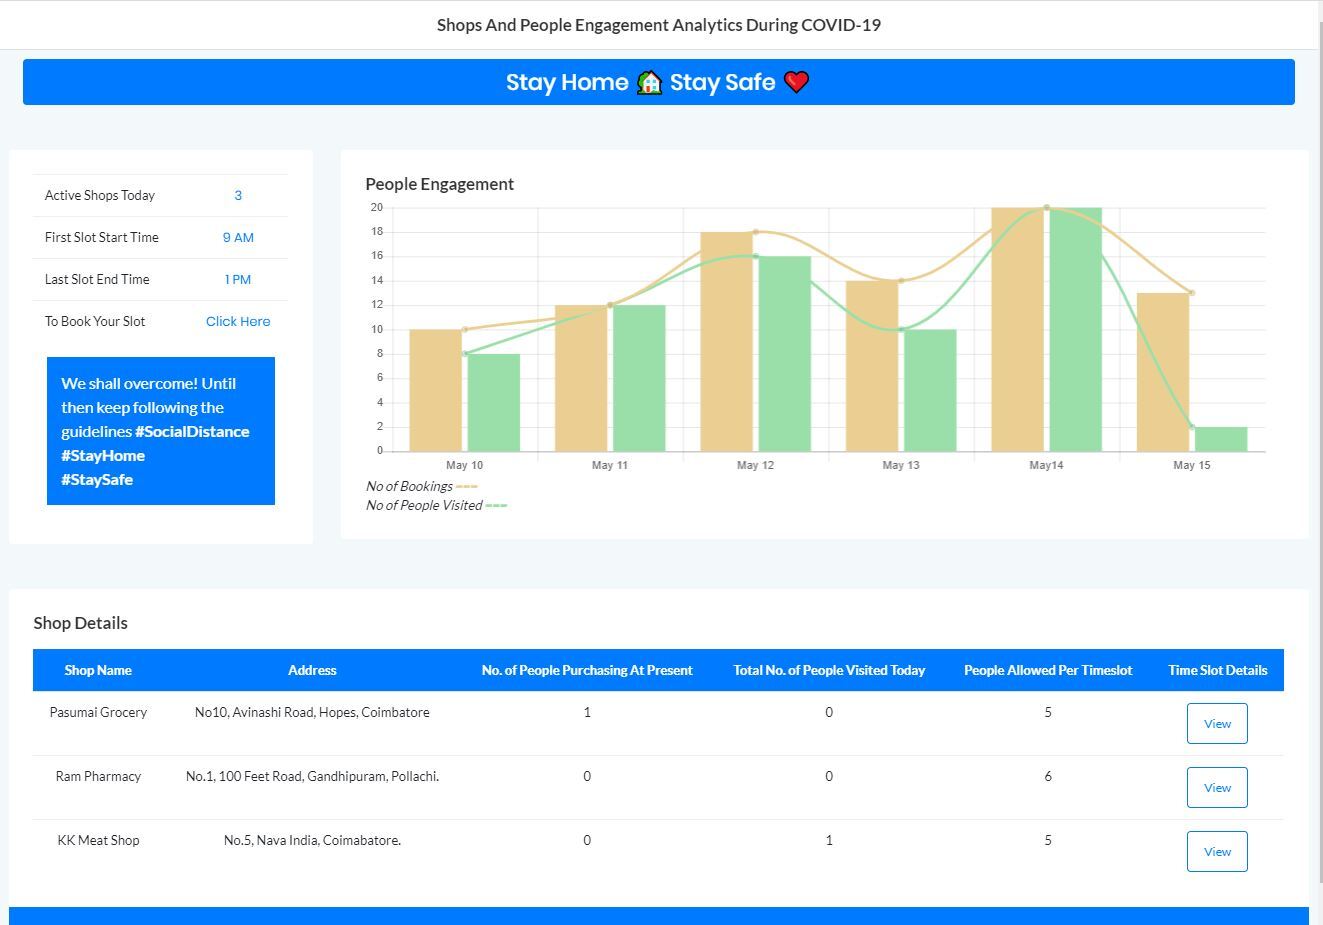 Shops And People Engagement Analytics During COVID-19
Stay Home 🏡 Stay Safe ❤️
Active Shops Today 3
First Slot Start Time 9 AM
Last Slot End Time 1 PM
To Book Your Slot Click Here
We shall overcome! Until
then keep following the
guidelines #SocialDistance
#StayHome
#StaySafe
People Engagement
20
18
16
14
12
10
8
6
4
2
0
May 10 May 11 May 12 May 13 May14 May 15
No of Bookings
No of People Visited
Shop Details
Shop Name Address No. of People Purchasing At Present Total No. of People Visited Today People Allowed Per Timeslot Time Slot Details
Pasumai Grocery No10, Avinashi Road, Hopes, Coimbatore 1 0 5 View
Ram Pharmacy No.1, 100 Feet Road, Gandhipuram, Pollachi. 0 0 6 View
KK Meat Shop No.5, Nava India, Coimabatore. 0 1 5 View